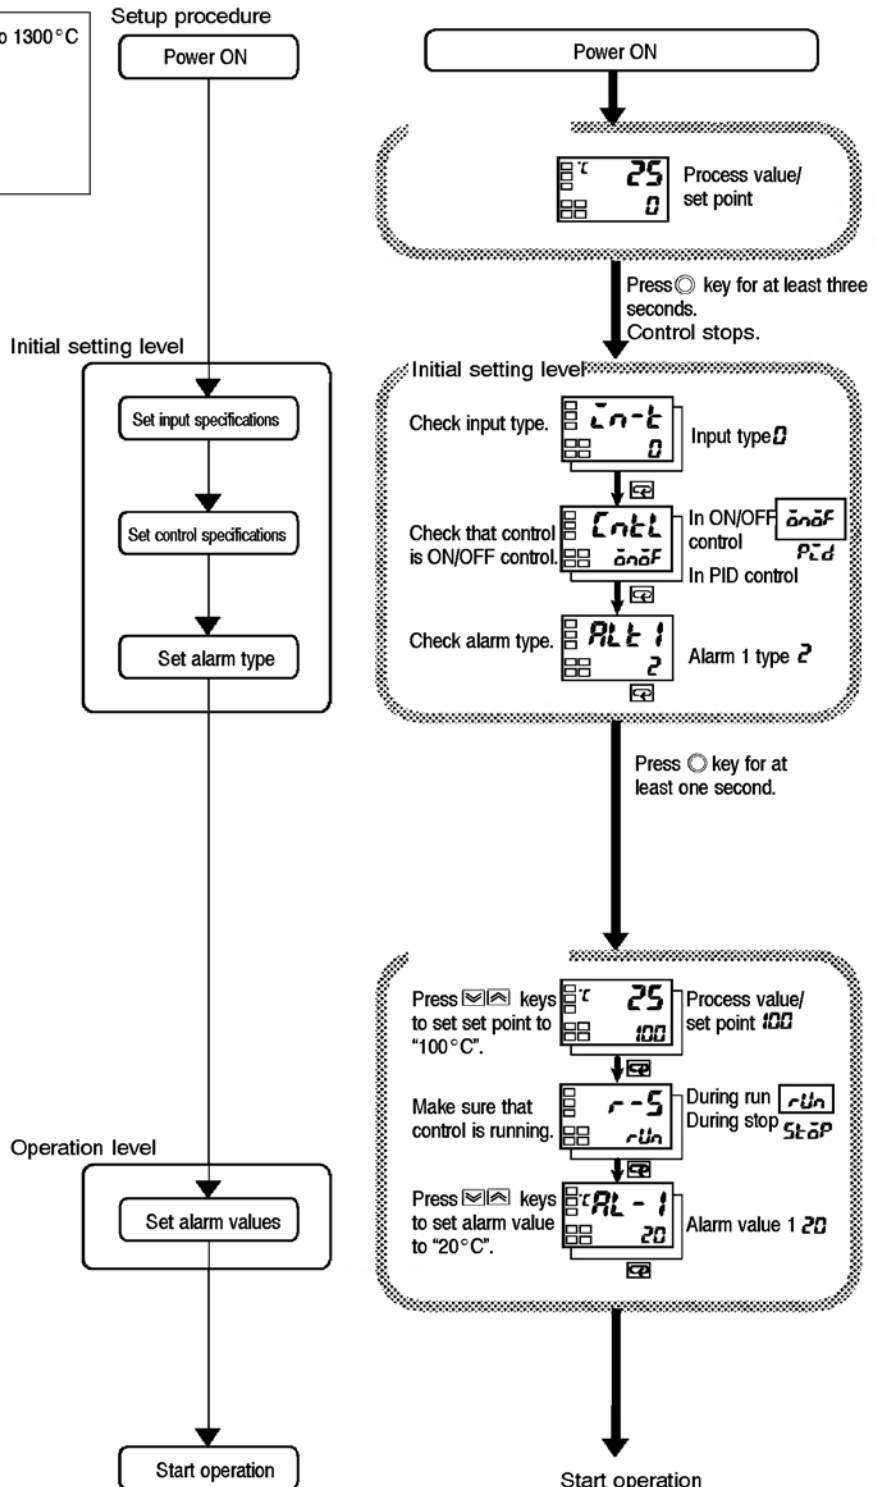 Setup procedure
o 1300°C
Power ON
Initial setting level
Set input specifications
Set control specifications
Set alarm type
Operation level
Set alarm values
Start operation
Power ON
℃ 25
0
Process value/
set point
Press key for at least three
seconds.
Control stops.
Initial setting level
Check input type.
in-t
0
Input type 0
Check that control
is ON/OFF control.
CntL
onoF
In ON/OFF
control
onoF
Pid
In PID control
Check alarm type.
ALt1
2
Alarm 1 type 2
Press key for at
least one second.
Press keys
to set set point to
“100°C”.
℃ 25
100
Process value/
set point 100
Make sure that
control is running.
r-S
rUn
During run rUn
During stop StoP
Press keys
to set alarm value
to “20°C”.
℃ AL-1
20
Alarm value 1 20
Start operation